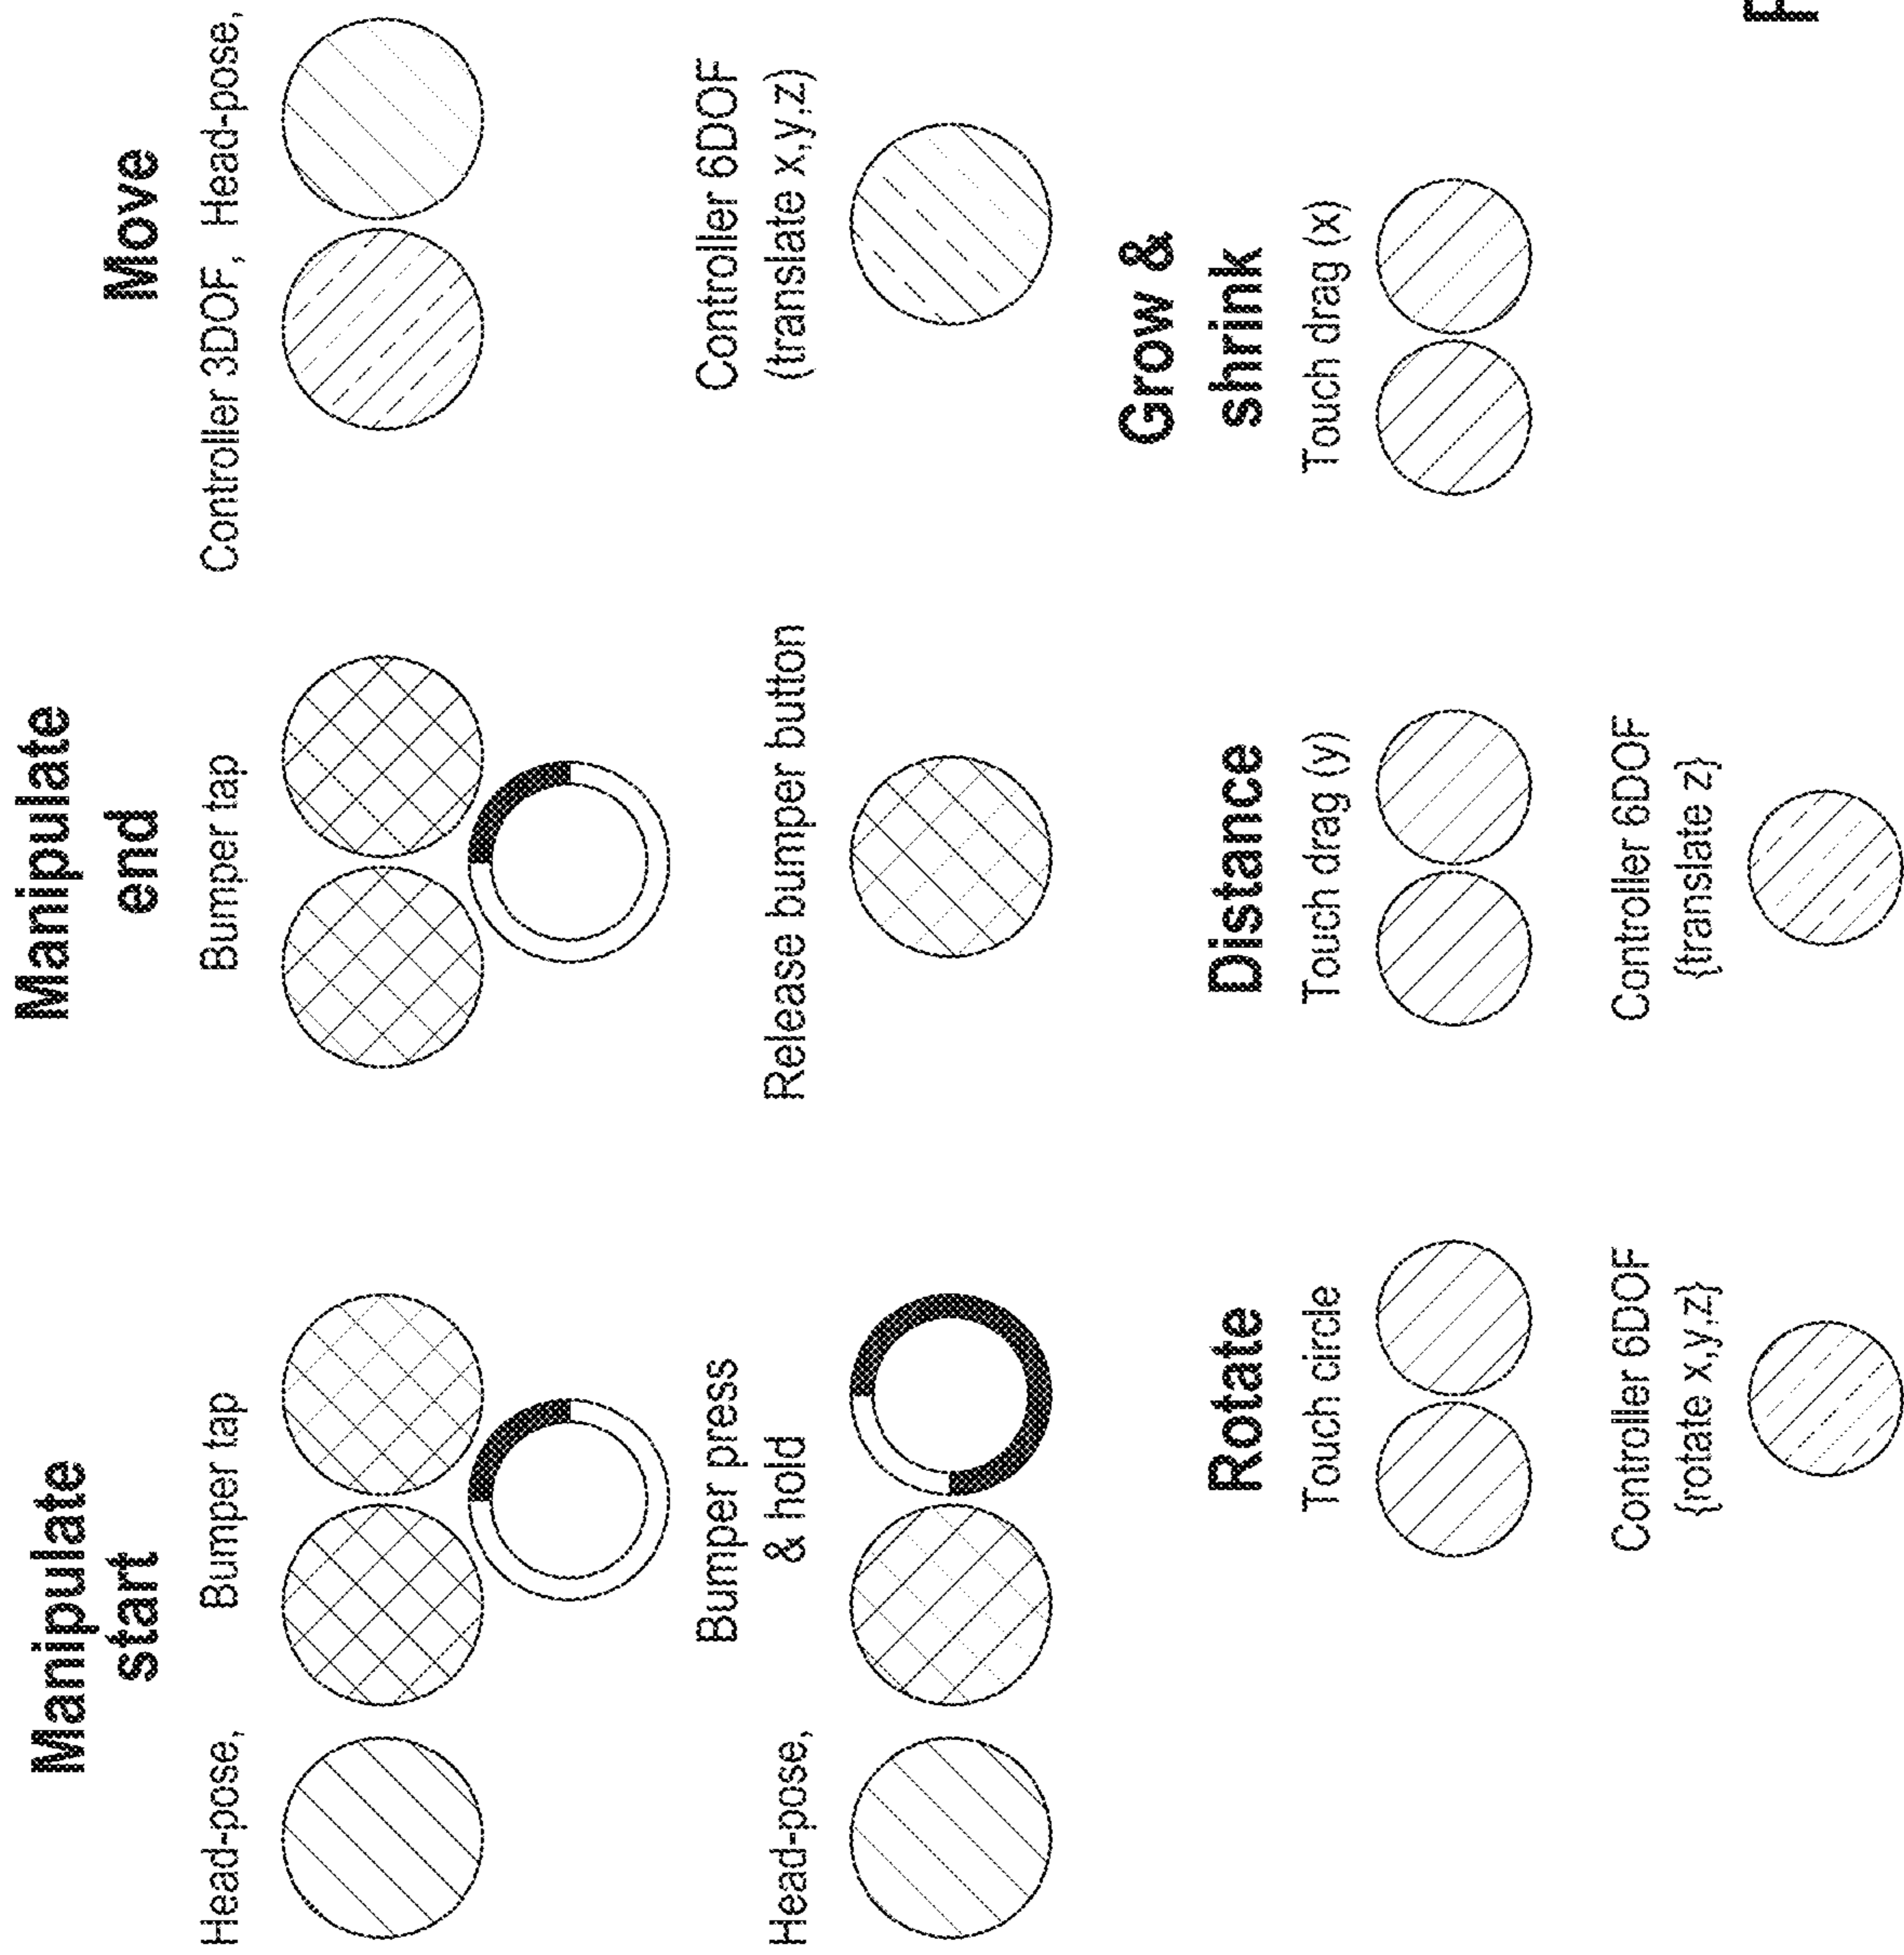 Manipulate
start
Head-pose,
Bumper tap
Head-pose,
Bumper press
& hold
Manipulate
end
Bumper tap
Release bumper button
Move
Controller 3DOF, Head-pose,
Controller 6DOF
(translate x,y,z)
Rotate
Touch circle
Controller 6DOF
{rotate x,y,z}
Distance
Touch drag (y)
Controller 6DOF
{translate z}
Grow &
shrink
Touch drag (x)